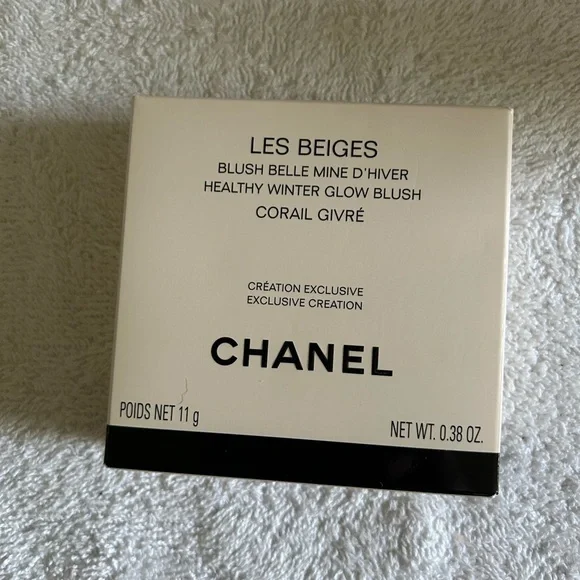 LES BEIGES
BLUSH BELLE MINE D'HIVER
HEALTHY WINTER GLOW BLUSH
CORAIL GIVRÉ
CRÉATION EXCLUSIVE
EXCLUSIVE CREATION
CHANEL
POIDS NET 11 g
NET WT. 0.38 OZ.